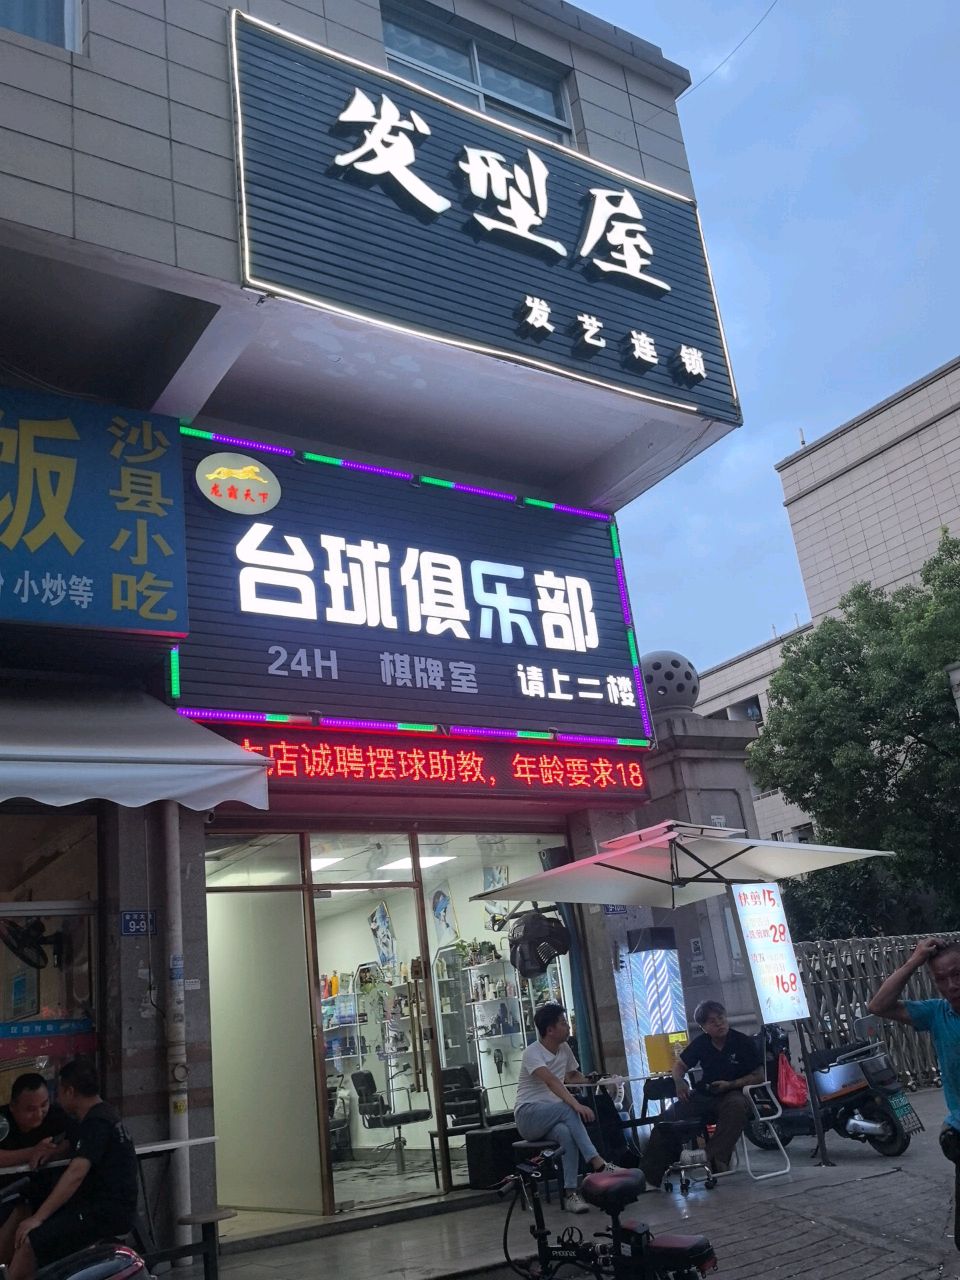 发型屋
发艺连锁
饭
沙县小吃
小炒等
龙霸天下
台球俱乐部
24H 棋牌室 请上二楼
本店诚聘摆球助教，年龄要求18
9-9
快剪15
28
168